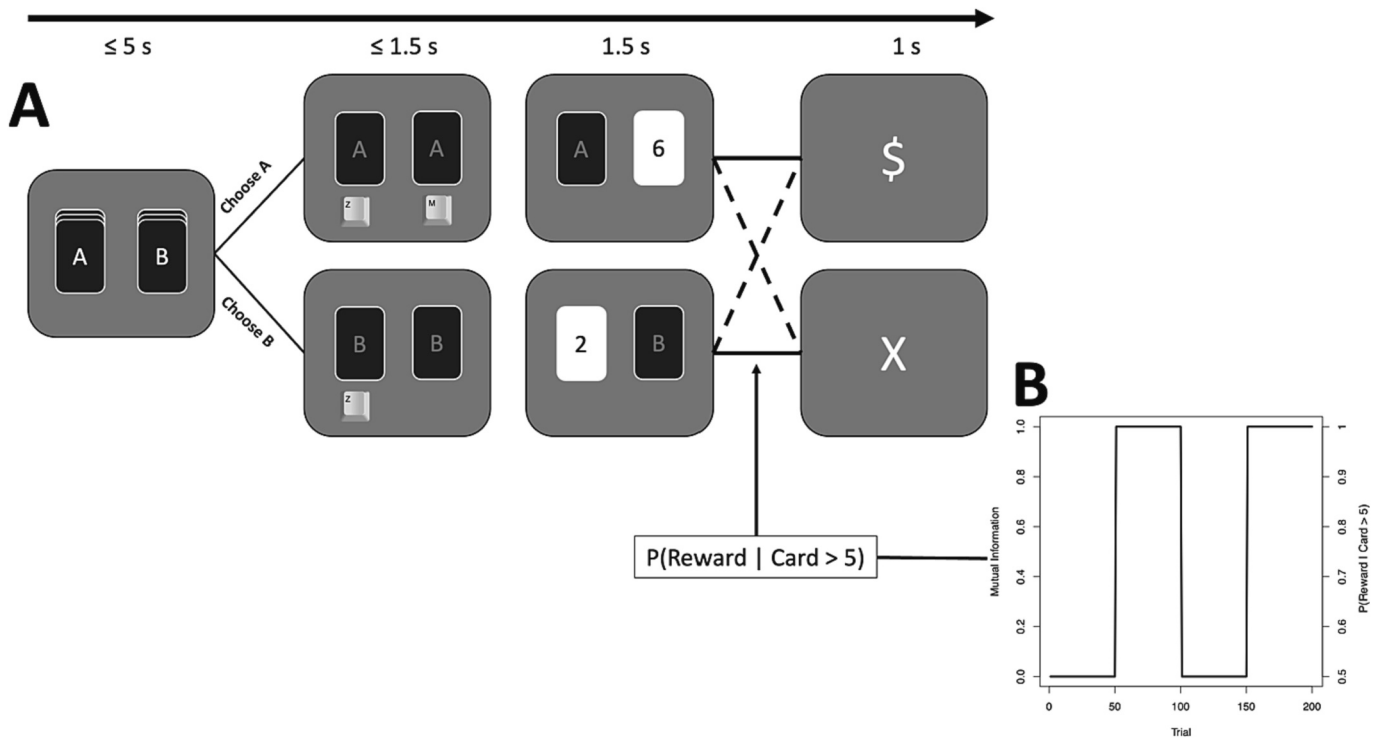 ≤ 5 s
≤ 1.5 s
1.5 s
1 s
A
Choose A
Choose B
A B
A A
Z M
A 6
$
B B
Z
2 B
X
P(Reward | Card > 5)
B
Mutual Information
1.0
0.8
0.6
0.4
0.2
0.0
0 50 100 150 200
Trial
1
0.9
0.8
0.7
0.6
0.5
P(Reward | Card > 5)